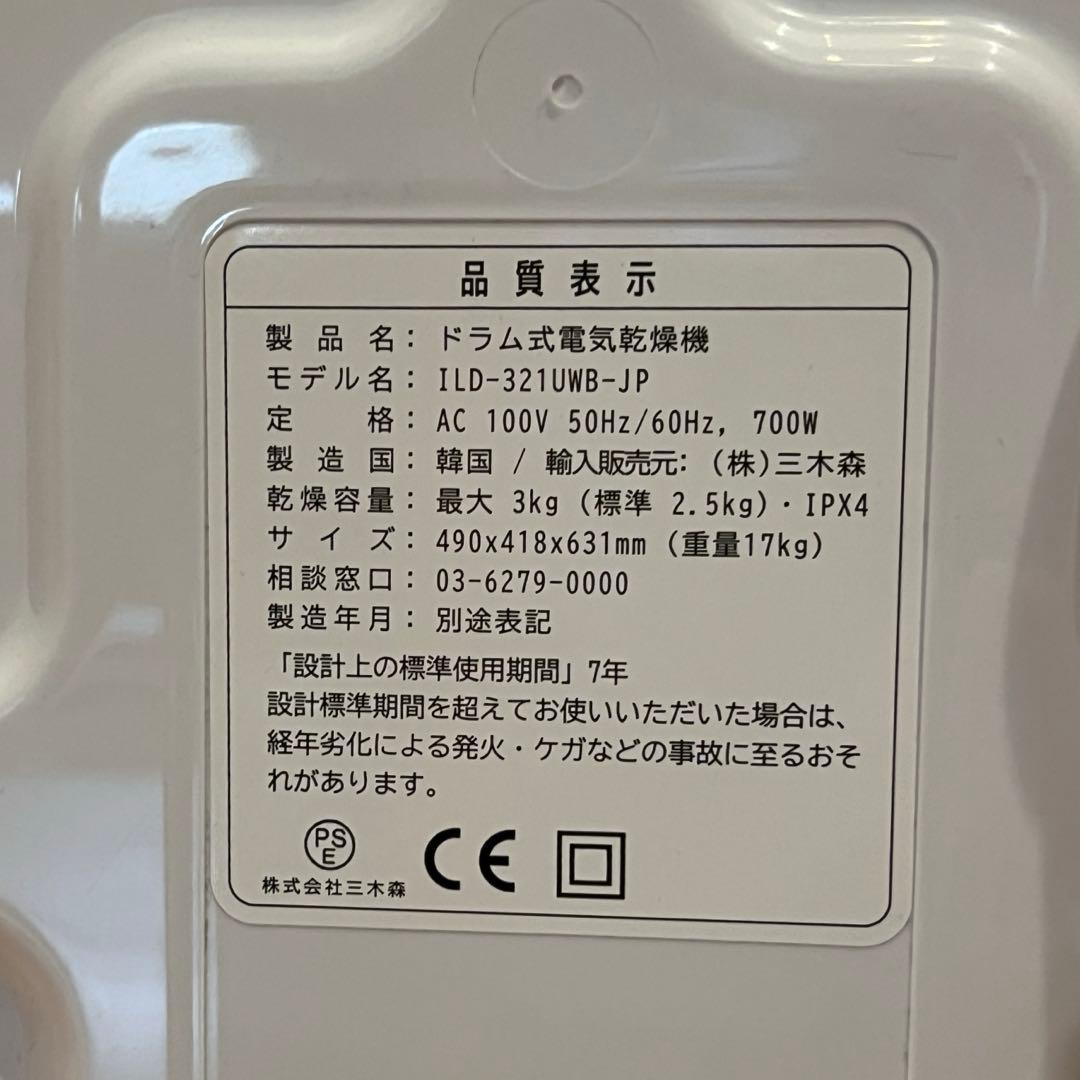 品質表示
製品名：ドラム式電気乾燥機
モデル名：ILD-321UWB-JP
定格：AC 100V 50Hz/60Hz, 700W
製造国：韓国 / 輸入販売元：(株)三木森
乾燥容量：最大 3kg (標準 2.5kg)・IPX4
サイズ：490x418x631mm (重量17kg)
相談窓口：03-6279-0000
製造年月：別途表記
「設計上の標準使用期間」7年
設計標準期間を超えてお使いいただいた場合は、
経年劣化による発火・ケガなどの事故に至るおそ
れがあります。
PSE CE
株式会社三木森